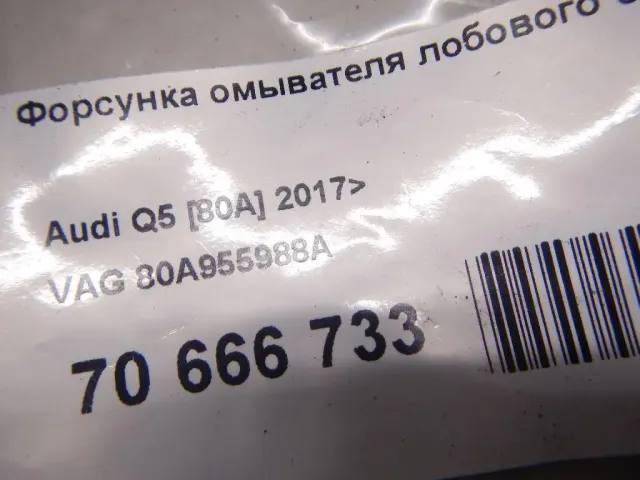 Форсунка омывателя лобового
Audi Q5 [80A] 2017>
VAG 80A955988A
70 666 733